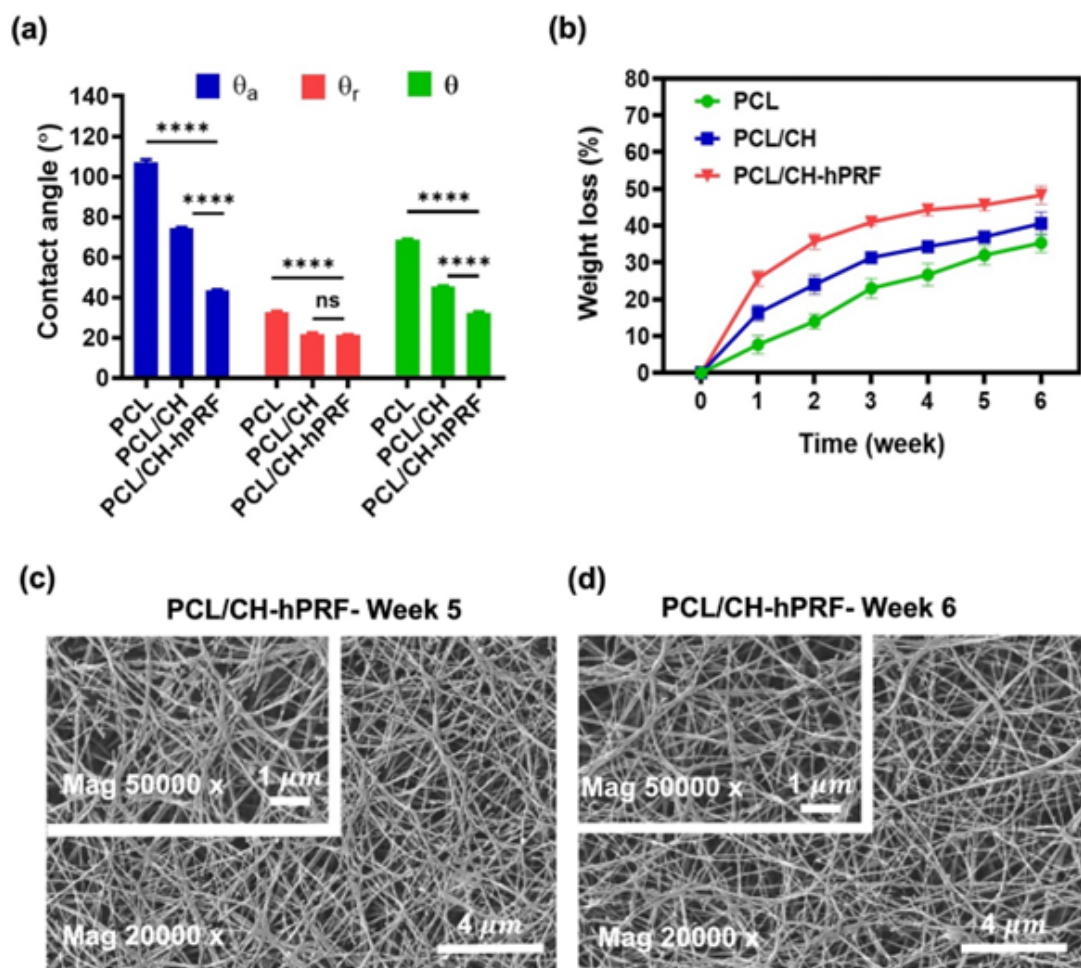 (a)
θa θr θ
Contact angle (°)
140
120
100
80
60
40
20
0
****
****
****
ns
****
****
PCL
PCL/CH
PCL/CH-hPRF
PCL
PCL/CH
PCL/CH-hPRF
PCL
PCL/CH
PCL/CH-hPRF
(b)
Weight loss (%)
80
70
60
50
40
30
20
10
0
PCL
PCL/CH
PCL/CH-hPRF
0 1 2 3 4 5 6
Time (week)
(c)
PCL/CH-hPRF- Week 5
Mag 50000 x
1 μm
Mag 20000 x
4 μm
(d)
PCL/CH-hPRF- Week 6
Mag 50000 x
1 μm
Mag 20000 x
4 μm